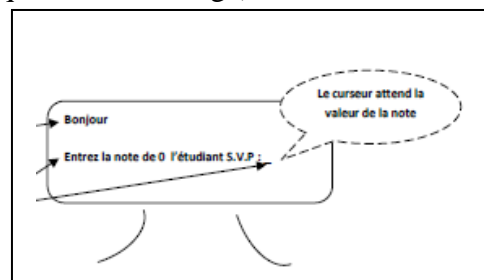 Le curseur attend la
valeur de la note
Bonjour
Entrez la note de 0 l'étudiant S.V.P :